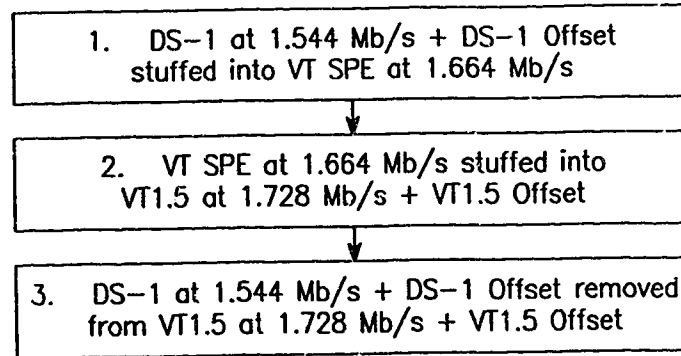 1. DS-1 at 1.544 Mb/s + DS-1 Offset
stuffed into VT SPE at 1.664 Mb/s
2. VT SPE at 1.664 Mb/s stuffed into
VT1.5 at 1.728 Mb/s + VT1.5 Offset
3. DS-1 at 1.544 Mb/s + DS-1 Offset removed
from VT1.5 at 1.728 Mb/s + VT1.5 Offset